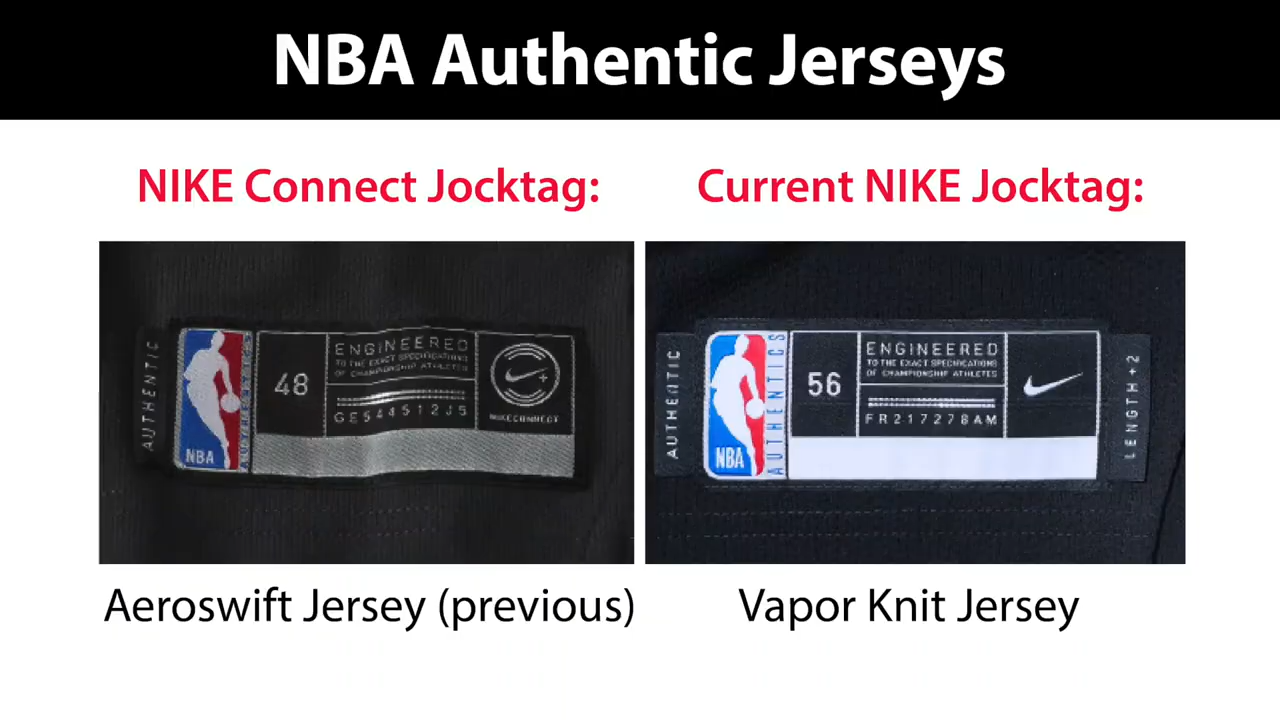 NBA Authentic Jerseys
NIKE Connect Jocktag:
Current NIKE Jocktag:
AUTHENTIC
NBA
48
ENGINEERED
TO THE EXACT SPECIFICATIONS
OF CHAMPIONSHIP ATHLETES
GE544512J5
NIKECONNECT
AUTHENTIC
NBA
AUTHENTICS
56
ENGINEERED
TO THE EXACT SPECIFICATIONS
OF CHAMPIONSHIP ATHLETES
FR217278AM
LENGTH+2
Aeroswift Jersey (previous)
Vapor Knit Jersey